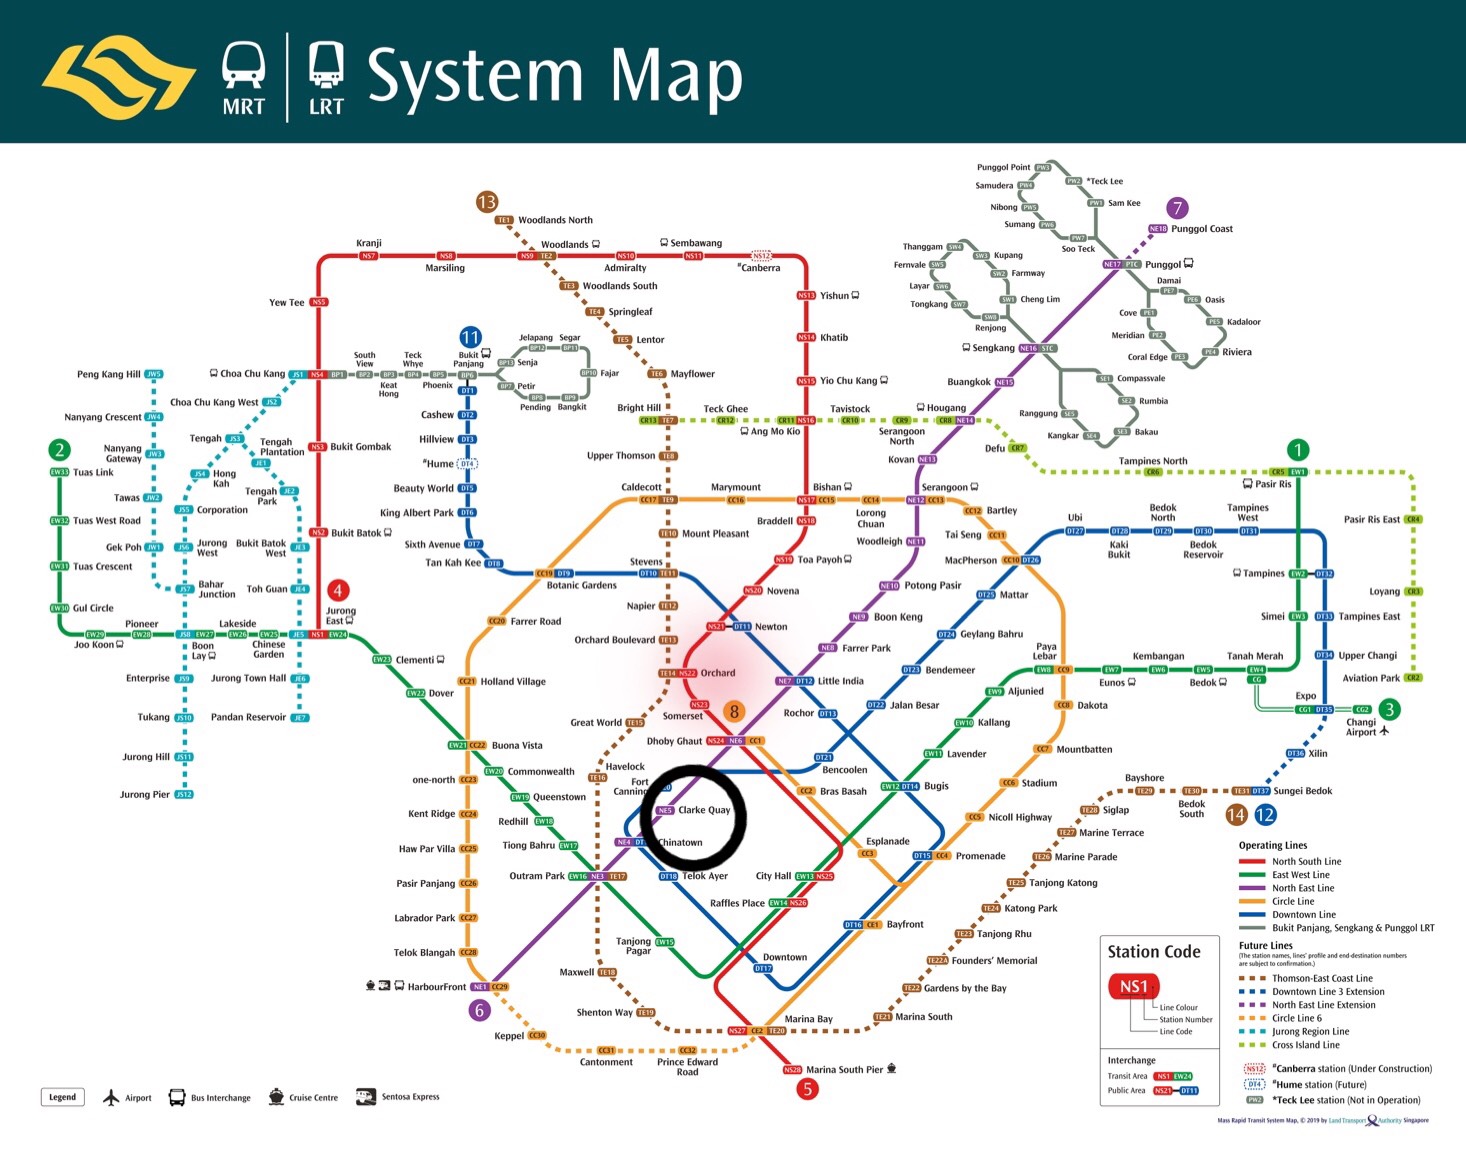 MRT
LRT
System Map
Punggol Point PW3
Samudera PW4
PW2 *Teck Lee
Nibong PW5
PW1 Sam Kee
Sumang PW6
PW7
Soo Teck
7
NE18 Punggol Coast
13
TE1 Woodlands North
Kranji
NS7
NS8
Marsiling
Woodlands
NS9 TE2
NS10
Admiralty
Sembawang
NS11
NS12
#Canberra
Thanggam SW4
SW3 Kupang
Fernvale SW5
SW2 Farmway
Layar SW6
SW1 Cheng Lim
Tongkang SW7
SW8
Renjong
NE17 PTC Punggol
Damai
PE7
PE6 Oasis
Cove PE1
PE5 Kadaloor
Meridian PE2
Coral Edge PE3
PE4 Riviera
TE3 Woodlands South
Yew Tee NS5
NS13 Yishun
TE4 Springleaf
11
NS14 Khatib
TE5 Lentor
Sengkang NE16 STC
Jelapang
BP12
Segar
BP11
Bukit
Panjang
BP6
BP13 Senja
BP10 Fajar
South
View
Teck
Whye
Peng Kang Hill JW5
Choa Chu Kang JS1 NS4 BP1 BP2 BP3 BP4 BP5
Keat
Hong
Phoenix
BP7 Petir
BP8
Pending
BP9
Bangkit
DT1
TE6 Mayflower
NS15 Yio Chu Kang
Buangkok NE15
SE1 Compassvale
SE2 Rumbia
Ranggung SE5
SE3 Bakau
Kangkar SE4
Choa Chu Kang West JS2
Nanyang Crescent JW4
Cashew DT2
Bright Hill
CR13 TE7
Teck Ghee
CR12
CR11 NS16
Ang Mo Kio
Tavistock
CR10
CR9
Serangoon
North
Hougang
CR8 NE14
Defu CR7
Tampines North
CR6
1
CR5 EW1
Pasir Ris
2
Tengah
JS3
Nanyang
Gateway
JW3
Tengah
Plantation
JE1
NS3 Bukit Gombak
Hillview DT3
#Hume DT4
Upper Thomson TE8
Kovan NE13
EW33 Tuas Link
JS4 Hong
Kah
Beauty World DT5
Tengah
Park
JE2
Tawas JW2
JS5 Corporation
King Albert Park DT6
Caldecott
CC17 TE9
Marymount
CC16
Bishan
NS17 CC15
CC14
Lorong
Chuan
Serangoon
NE12 CC13
CC12 Bartley
EW32 Tuas West Road
Braddell NS18
Tai Seng CC11
Ubi
DT27
DT28
Kaki
Bukit
Bedok
North
DT29
DT30
Bedok
Reservoir
Tampines
West
DT31
Pasir Ris East CR4
NS2 Bukit Batok
TE10 Mount Pleasant
Woodleigh NE11
Gek Poh JW1
JS6 Jurong
West
Bukit Batok
West
JE3
Sixth Avenue DT7
EW31 Tuas Crescent
Tan Kah Kee DT8
CC19 DT9
Botanic Gardens
Stevens
DT10 TE11
NS19 Toa Payoh
MacPherson CC10 DT26
Tampines EW2 DT32
NE10 Potong Pasir
Bahar
Junction
JS7
Toh Guan JE4
NS20 Novena
DT25 Mattar
Loyang CR3
EW30 Gul Circle
4
Jurong
East
Napier TE12
NE9 Boon Keng
Simei EW3
DT33 Tampines East
CC20 Farrer Road
NS21 DT11 Newton
Pioneer
EW29
Joo Koon
EW28
JS8 EW27
Boon
Lay
Lakeside
EW26
EW25
Chinese
Garden
JE5 NS1 EW24
Orchard Boulevard TE13
NE8 Farrer Park
DT24 Geylang Bahru
EW23 Clementi
Paya
Lebar
EW8 CC9
EW7
Eunos
Kembangan
EW6
EW5
Bedok
Tanah Merah
EW4
CG
DT34 Upper Changi
Enterprise JS9
Jurong Town Hall JE6
CC21 Holland Village
TE14 NS22 Orchard
NE7 DT12 Little India
DT23 Bendemeer
Aviation Park CR2
EW22 Dover
EW9 Aljunied
Tukang JS10
Pandan Reservoir JE7
NS23
Somerset
8
Rochor DT13
DT22 Jalan Besar
CC8 Dakota
Expo
CG1 DT35
CG2
Changi
Airport
3
Great World TE15
EW10 Kallang
EW21 CC22 Buona Vista
Dhoby Ghaut NS24 NE6 CC1
CC7 Mountbatten
Jurong Hill JS11
DT21
Bencoolen
EW11 Lavender
DT36 Xilin
EW20 Commonwealth
one-north CC23
Havelock
TE16
Fort
Canning
Jurong Pier JS12
CC2 Bras Basah
EW12 DT14 Bugis
CC6 Stadium
Bayshore
TE29
TE30
Bedok
South
TE31 DT37 Sungei Bedok
14
12
EW19 Queenstown
NE5 Clarke Quay
TE28 Siglap
Kent Ridge CC24
Redhill EW18
CC5 Nicoll Highway
TE27 Marine Terrace
Haw Par Villa CC25
Tiong Bahru EW17
NE4 Chinatown
Esplanade
CC3
DT15 CC4 Promenade
TE26 Marine Parade
Pasir Panjang CC26
Outram Park EW16 NE3 TE17
DT18 Telok Ayer
City Hall EW13 NS25
TE25 Tanjong Katong
Raffles Place EW14 NS26
TE24 Katong Park
Labrador Park CC27
DT16 CE1 Bayfront
TE23 Tanjong Rhu
Tanjong
Pagar
EW15
Telok Blangah CC28
Downtown
DT17
TE22A Founders' Memorial
Maxwell TE18
HarbourFront NE1 CC29
6
TE22 Gardens by the Bay
Shenton Way TE19
Marina Bay
NS27 CE2 TE20
TE21 Marina South
Keppel CC30
CC31
Cantonment
CC32
Prince Edward
Road
NS28 Marina South Pier
5
Operating Lines
North South Line
East West Line
North East Line
Circle Line
Downtown Line
Bukit Panjang, Sengkang & Punggol LRT
Future Lines
(The station names, lines' profile and end-destination numbers
are subject to confirmation.)
Thomson-East Coast Line
Downtown Line 3 Extension
North East Line Extension
Circle Line 6
Jurong Region Line
Cross Island Line
NS12 #Canberra station (Under Construction)
DT4 #Hume station (Future)
PW2 *Teck Lee station (Not in Operation)
Station Code
NS1
Line Colour
Station Number
Line Code
Interchange
Transit Area NS1 EW24
Public Area NS21 DT11
Legend
Airport
Bus Interchange
Cruise Centre
Sentosa Express
Mass Rapid Transit System Map, © 2019 by Land Transport Authority Singapore